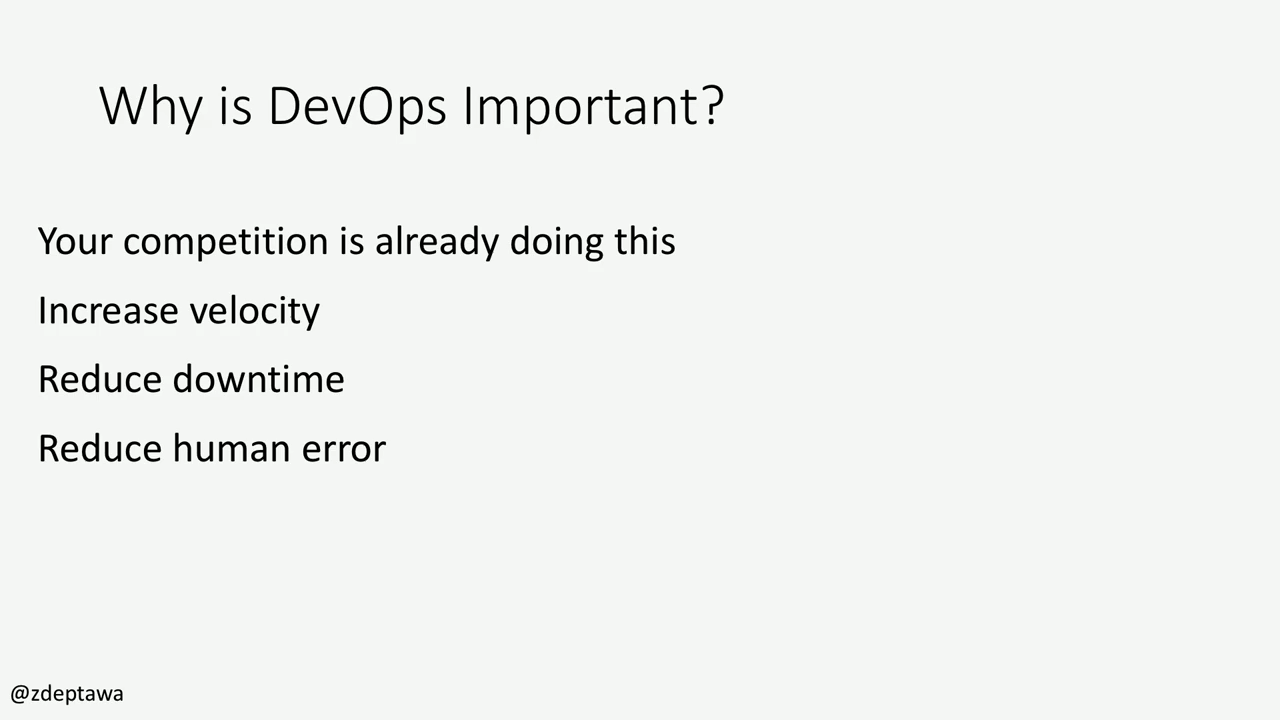 Why is DevOps Important?
Your competition is already doing this
Increase velocity
Reduce downtime
Reduce human error
@zdeptawa